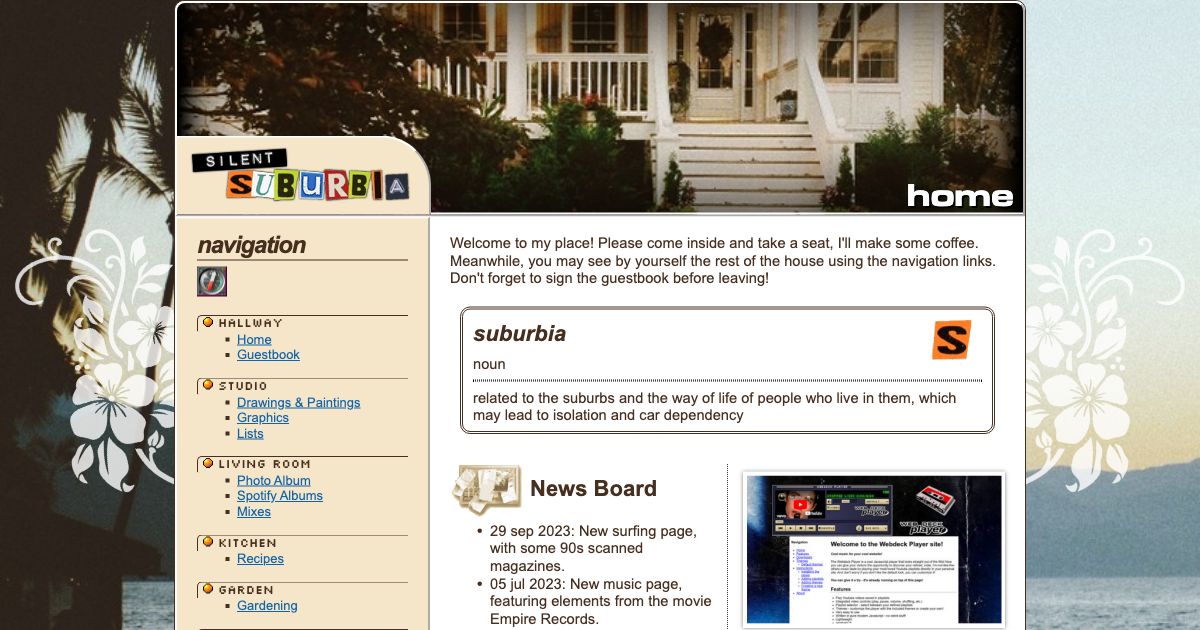 SILENT
SUBURBIA
home
navigation
HALLWAY
Home
Guestbook
STUDIO
Drawings & Paintings
Graphics
Lists
LIVING ROOM
Photo Album
Spotify Albums
Mixes
KITCHEN
Recipes
GARDEN
Gardening
Welcome to my place! Please come inside and take a seat, I'll make some coffee.
Meanwhile, you may see by yourself the rest of the house using the navigation links.
Don't forget to sign the guestbook before leaving!
suburbia
S
noun
related to the suburbs and the way of life of people who live in them, which
may lead to isolation and car dependency
News Board
29 sep 2023: New surfing page,
with some 90s scanned
magazines.
05 jul 2023: New music page,
featuring elements from the movie
Empire Records.
WEB DECK
player
Welcome to the Webdeck Player site!
Features